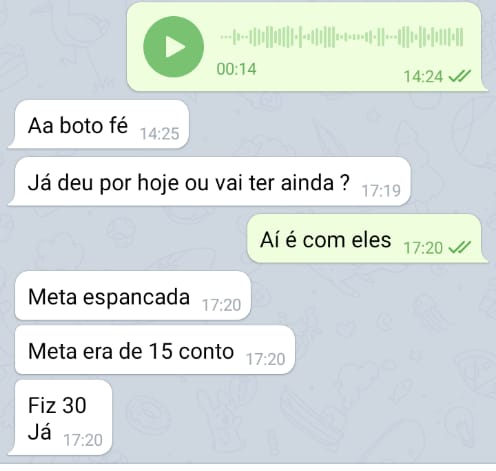 00:14 14:24
Aa boto fé 14:25
Já deu por hoje ou vai ter ainda ? 17:19
Aí é com eles 17:20
Meta espancada 17:20
Meta era de 15 conto 17:20
Fiz 30
Já 17:20